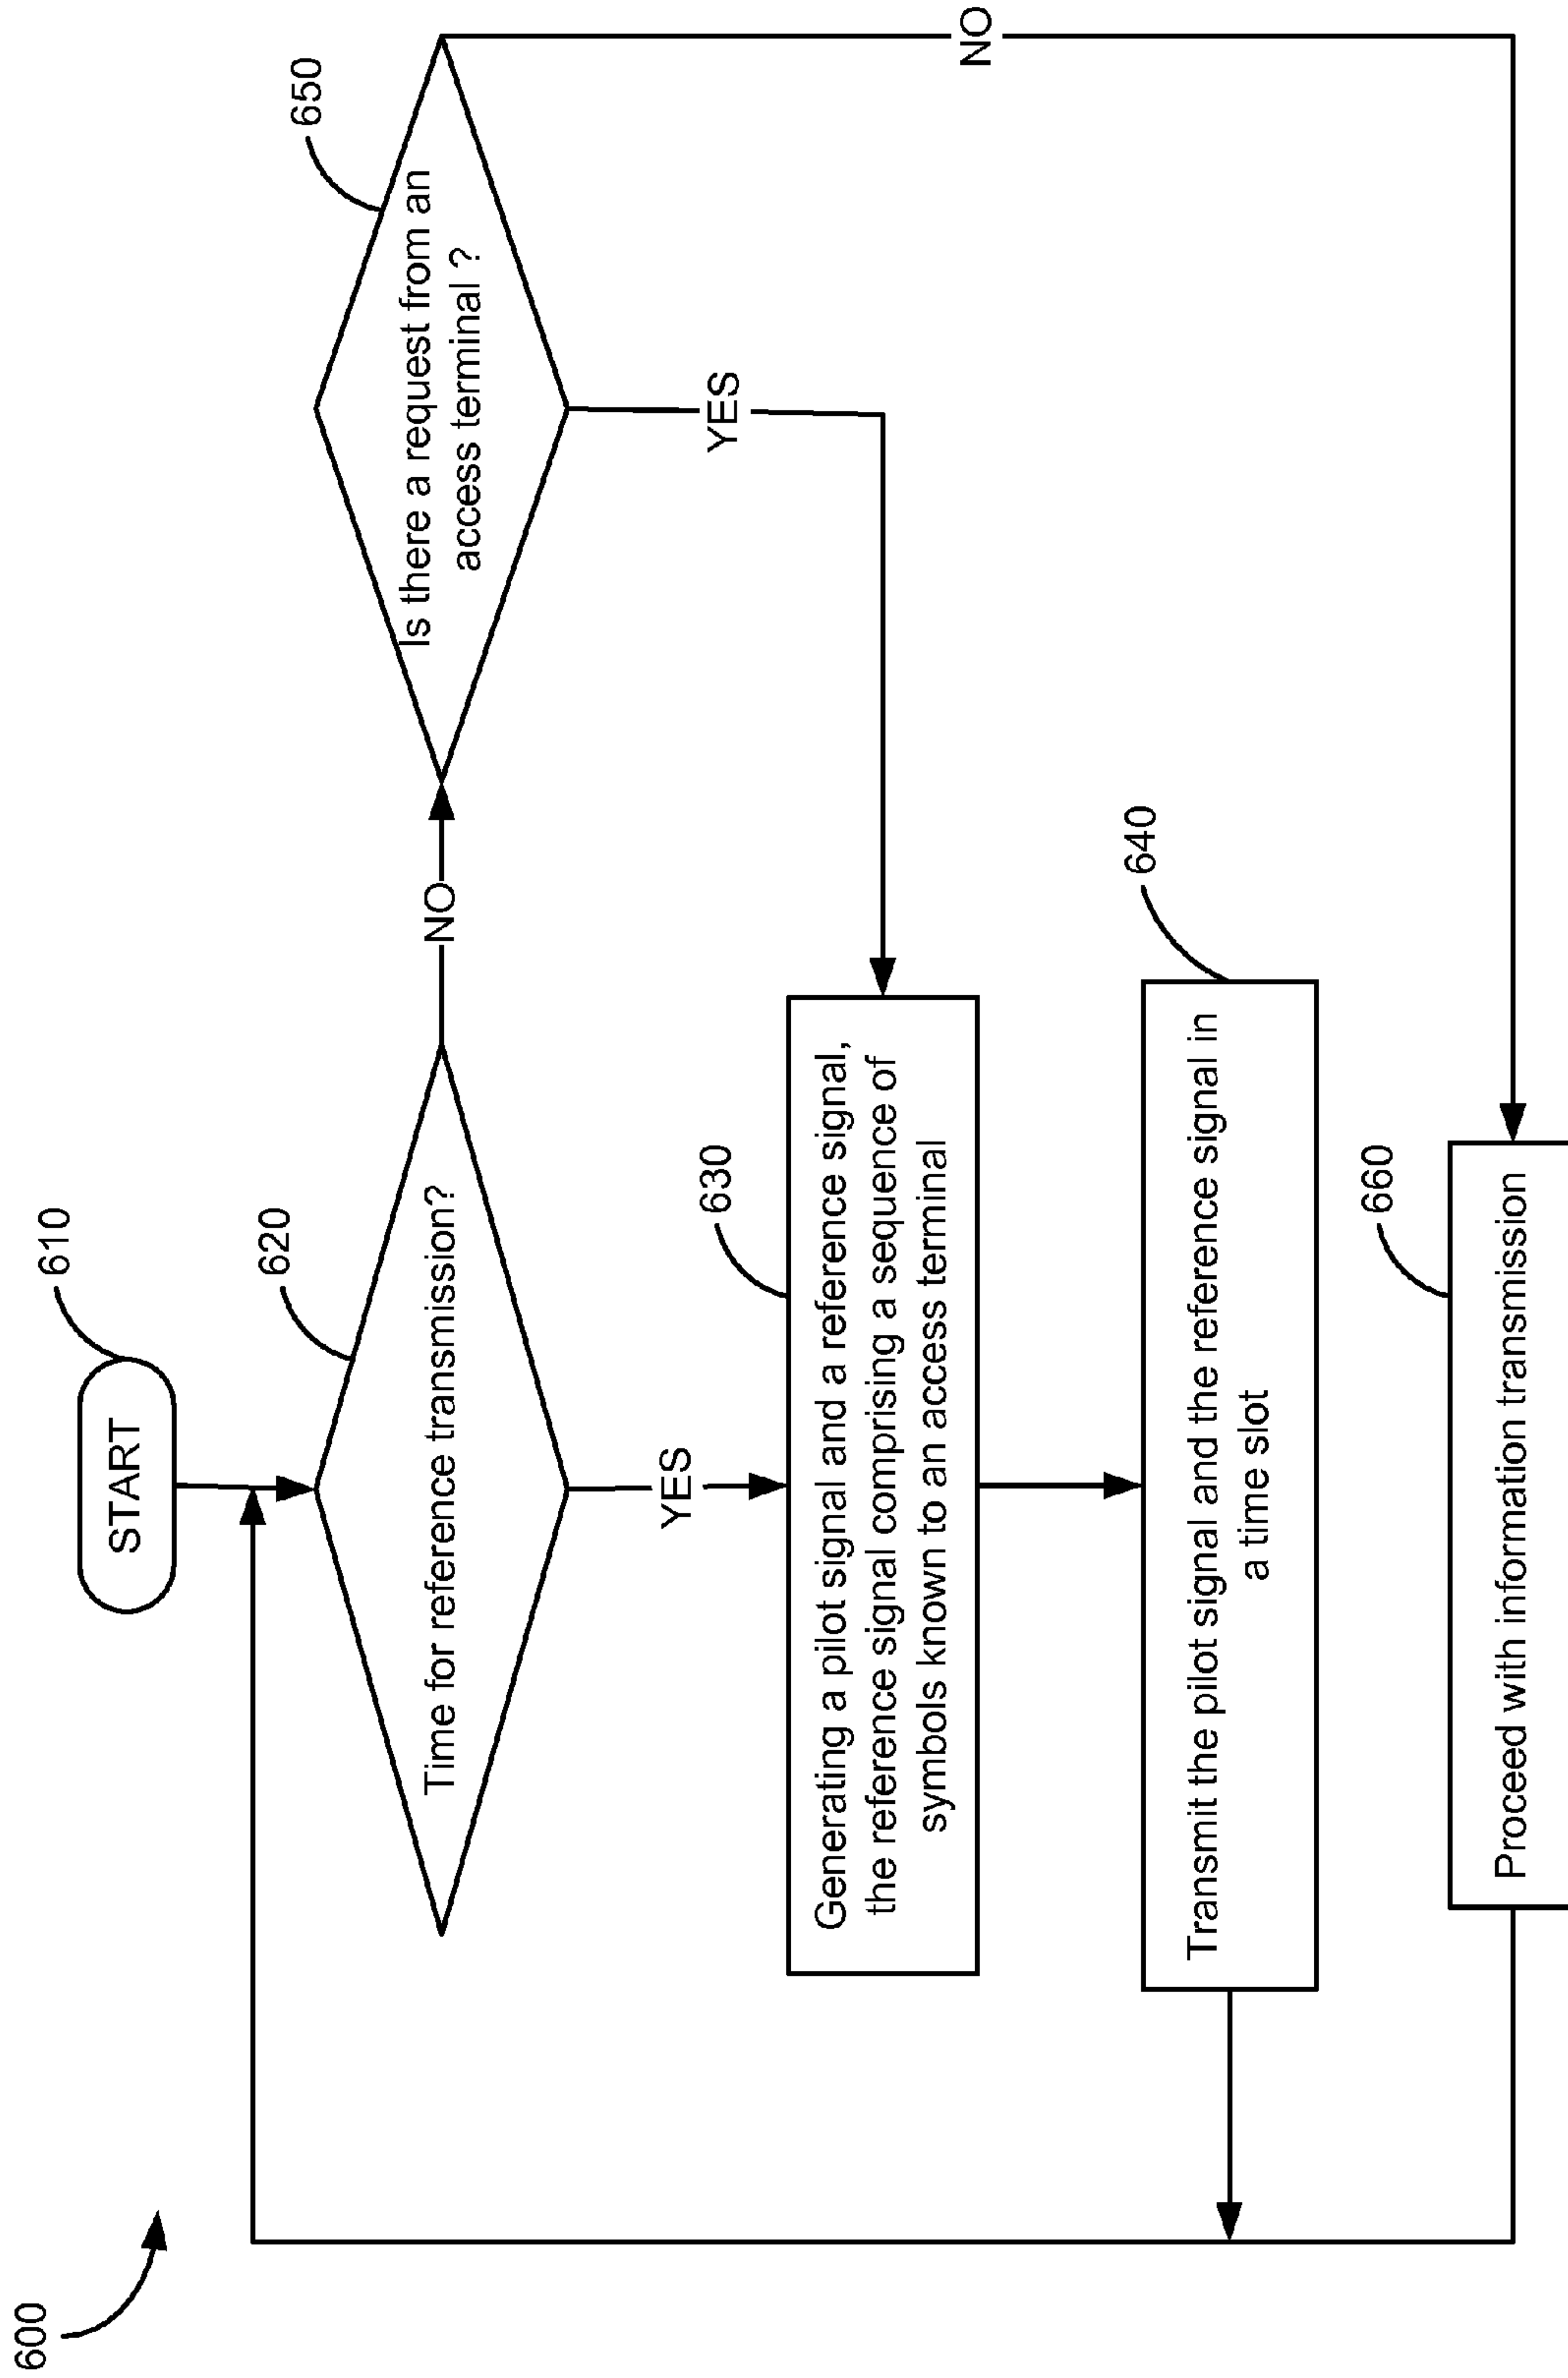 600
START
610
Time for reference transmission?
620
NO
Is there a request from an
access terminal ?
650
YES
YES
Generating a pilot signal and a reference signal,
the reference signal comprising a sequence of
symbols known to an access terminal
630
NO
Transmit the pilot signal and the reference signal in
a time slot
640
Proceed with information transmission
660